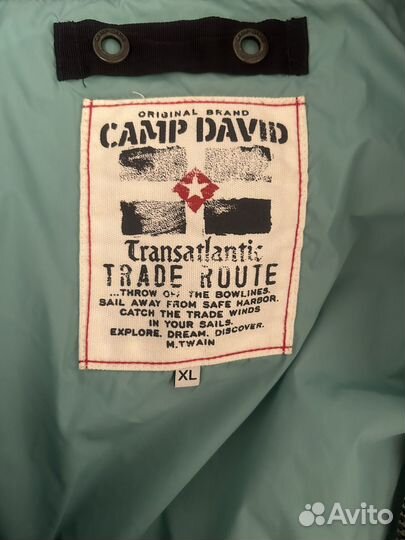 ORIGINAL BRAND
CAMP DAVID
Transatlantic
TRADE ROUTE
...THROW OFF THE BOWLINES.
SAIL AWAY FROM SAFE HARBOR.
CATCH THE TRADE WINDS
IN YOUR SAILS.
EXPLORE. DREAM. DISCOVER.
M.TWAIN
XL
Avito